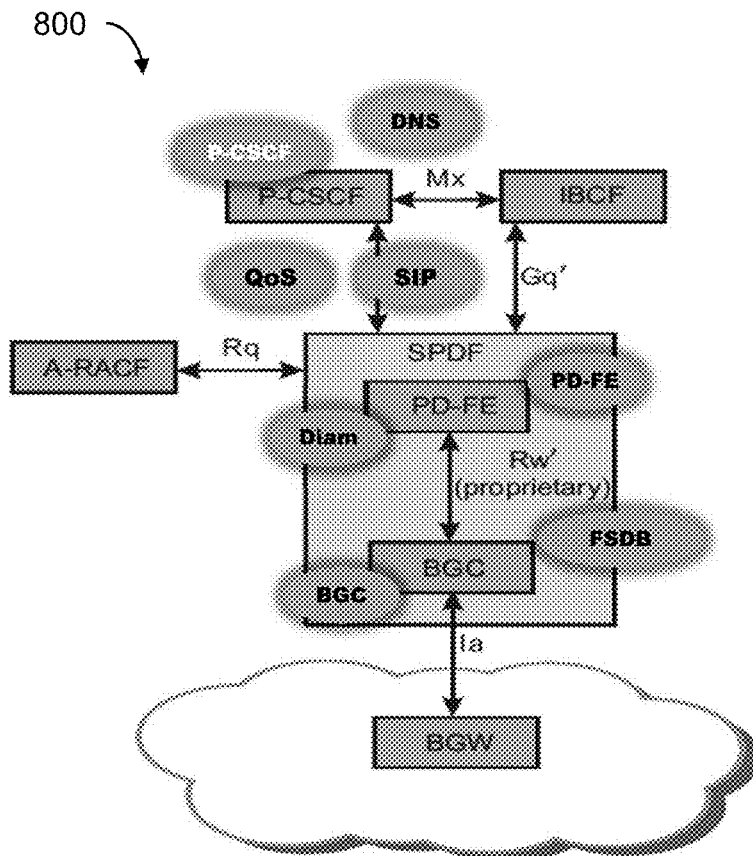 800
DNS
P-CSCF
P-CSCF
Mx
IBCF
QoS
SIP
Gq'
A-RACF
Rq
SPDF
PD-FE
PD-FE
Diam
Rw'
(proprietary)
FSDB
BGC
BGC
Ia
BGW